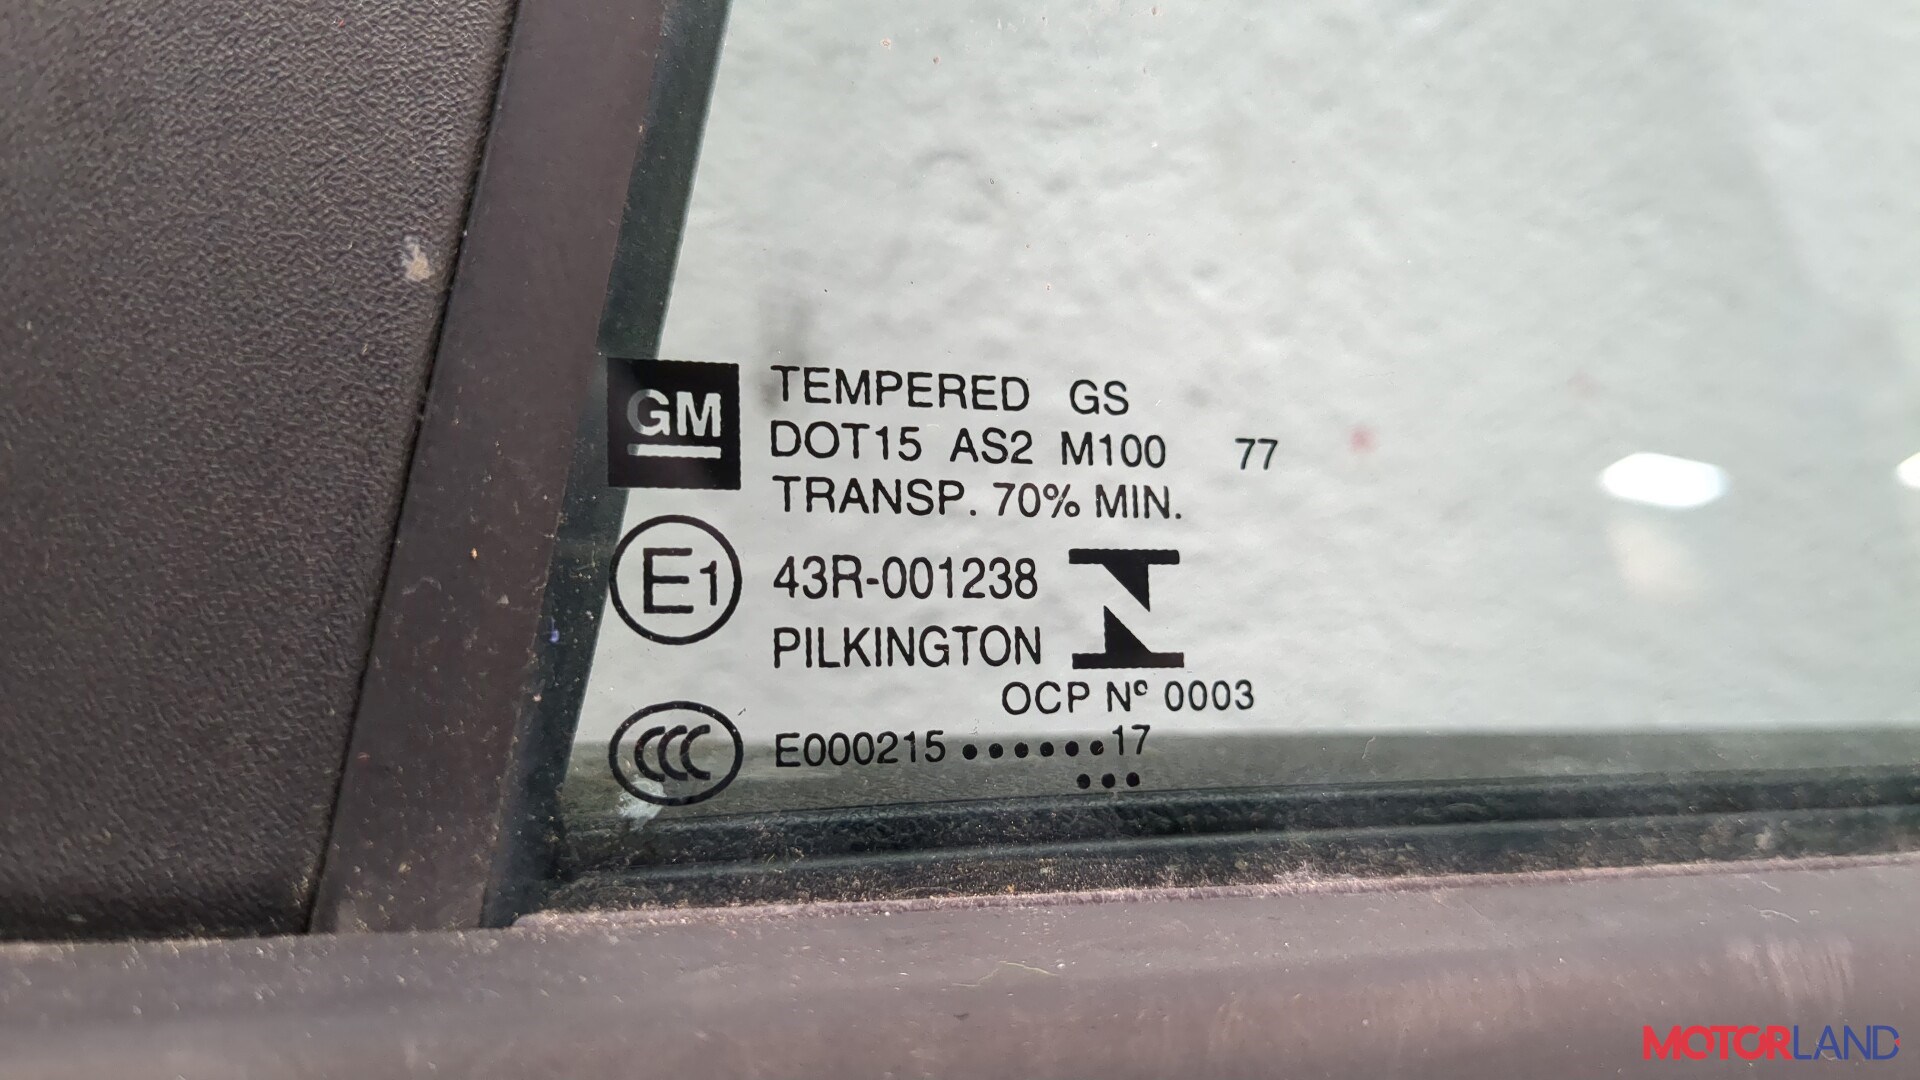 GM
TEMPERED GS
DOT15 AS2 M100 77
TRANSP. 70% MIN.
E1
43R-001238
PILKINGTON
OCP Nº 0003
CCC
E000215 •••••• 17
•••
MOTORLAND